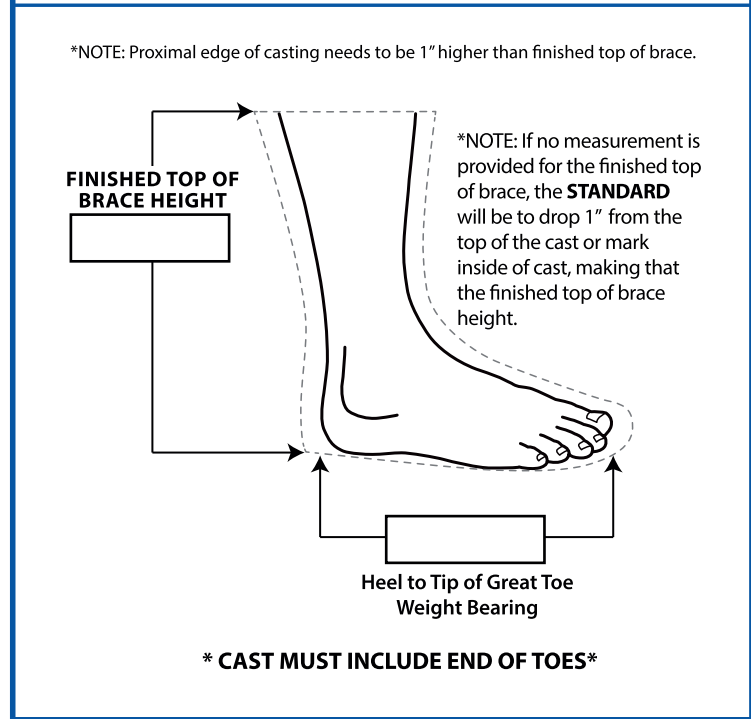 *NOTE: Proximal edge of casting needs to be 1” higher than finished top of brace.
FINISHED TOP OF
BRACE HEIGHT
*NOTE: If no measurement is
provided for the finished top
of brace, the STANDARD
will be to drop 1” from the
top of the cast or mark
inside of cast, making that
the finished top of brace
height.
Heel to Tip of Great Toe
Weight Bearing
* CAST MUST INCLUDE END OF TOES*